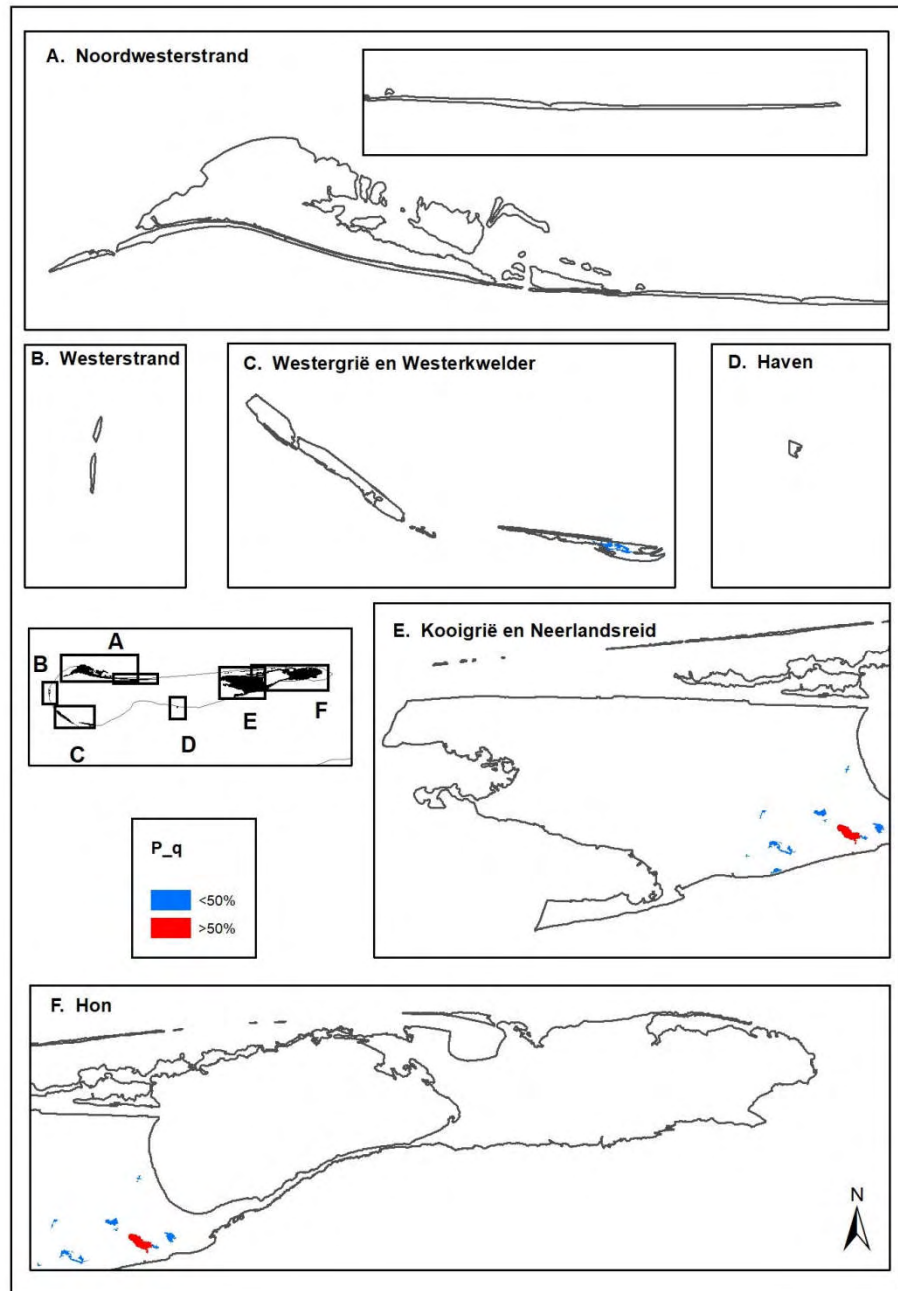 A. Noordwesterstrand
B. Westerstrand
C. Westergrië en Westerkwelder
D. Haven
A
B
C
D
E
F
E. Kooigrië en Neerlandsreid
P_q
<50%
>50%
F. Hon
N